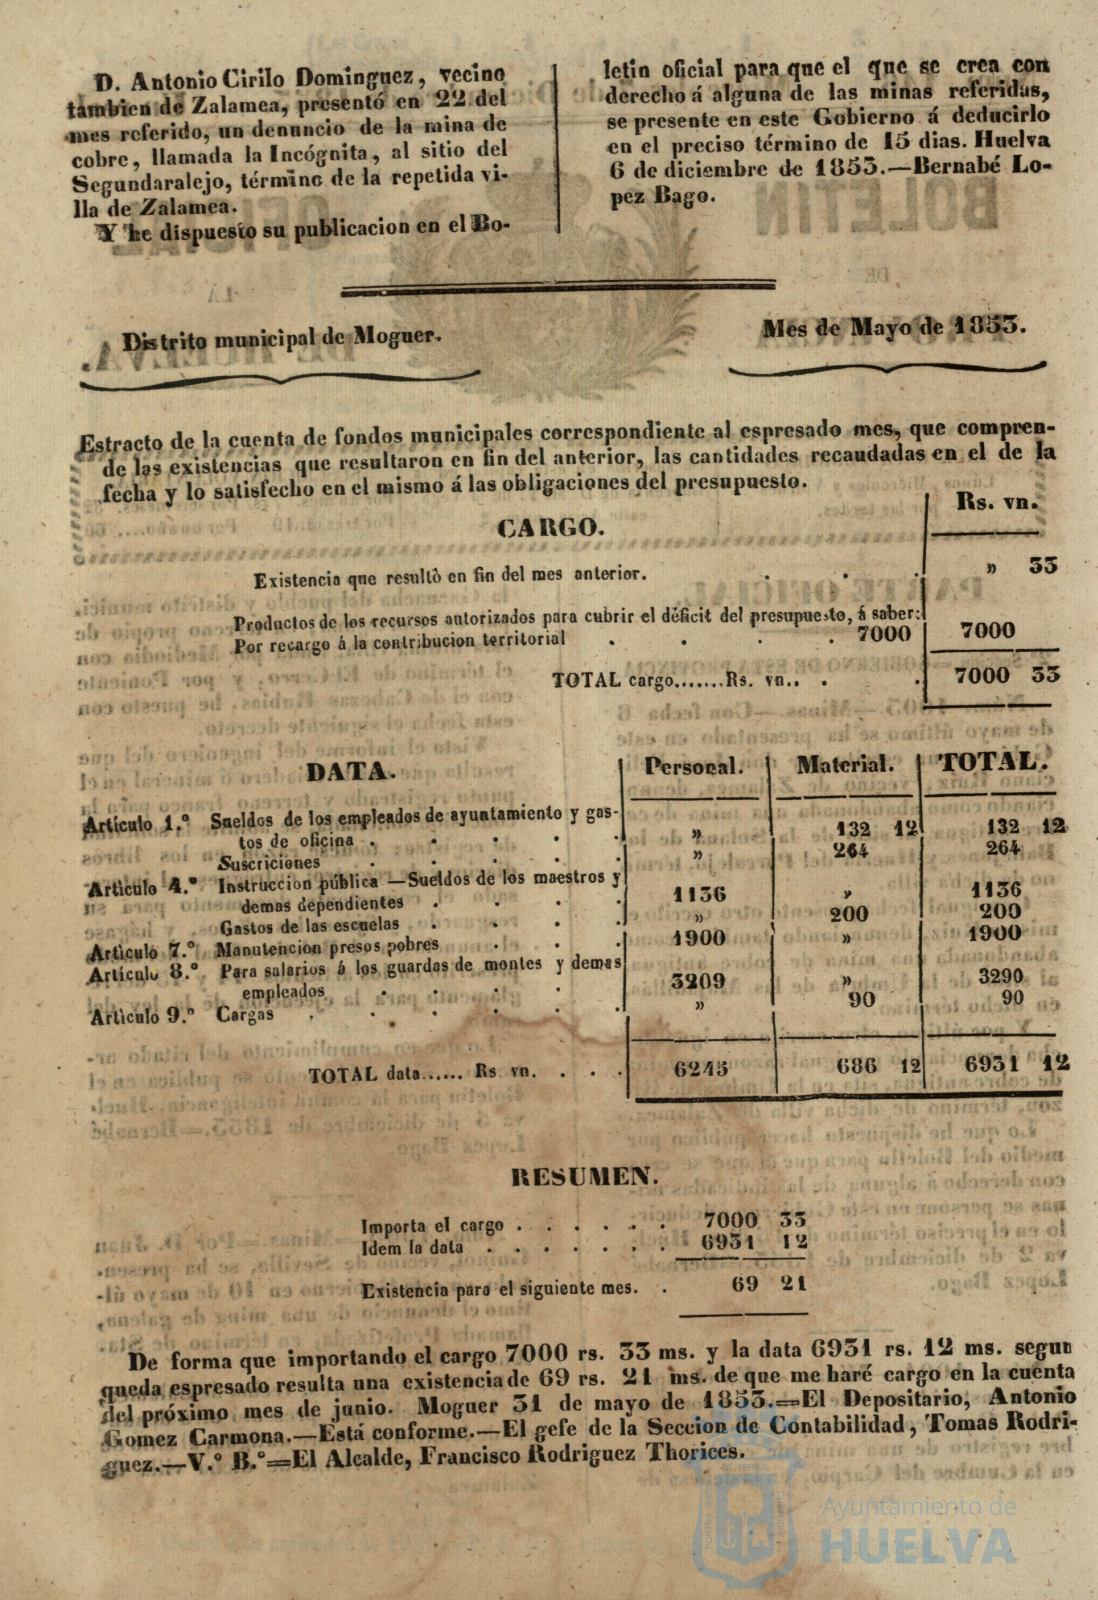 D. Antonio Cirilo Dominguez, vecino
tambien de Zalamea, presentó en 22 del
mes referido, un denuncio de la mina de
cobre, llamada la Incógnita, al sitio del
Segundaralejo, término de la repetida vi-
lla de Zalamea.
Y he dispuesto su publicacion en el Bo-
letin oficial para que el que se crea con
derecho á alguna de las minas referidas,
se presente en este Gobierno á deducirlo
en el preciso término de 15 dias. Huelva
6 de diciembre de 1853.—Bernabé Lo-
pez Bago.
Distrito municipal de Moguer.
Mes de Mayo de 1853.
Estracto de la cuenta de fondos municipales correspondiente al espresado mes, que compren-
de las existencias que resultaron en fin del anterior, las cantidades recaudadas en el de la
fecha y lo satisfecho en el mismo á las obligaciones del presupuesto.
Rs. vn.
CARGO.
Existencia que resultó en fin del mes anterior. . . . » 33
Productos de los recursos autorizados para cubrir el déficit del presupuesto, á saber:
Por recargo á la contribucion territorial . . . . 7000 7000
TOTAL cargo.......Rs. vn.. . . 7000 33
DATA. Personal. Material. TOTAL.
Artículo 1.º Sueldos de los empleados de ayuntamiento y gas-
tos de oficina . . . . » 132 12 132 12
Suscriciones . . . . » 264 264
Artículo 4.º Instruccion pública —Sueldos de los maestros y
demas dependientes . . . . 1136 » 1136
Gastos de las escuelas . . . . » 200 200
Artículo 7.º Manutencion presos pobres . . . 1900 » 1900
Artículo 8.º Para salarios á los guardas de montes y demas
empleados . . . . 3209 » 3290
Artículo 9.º Cargas . . . . . » 90 90
TOTAL data...... Rs vn. . . . 6245 686 12 6931 12
RESUMEN.
Importa el cargo . . . . . . 7000 33
Idem la data . . . . . . . 6931 12
Existencia para el siguiente mes. . 69 21
De forma que importando el cargo 7000 rs. 33 ms. y la data 6931 rs. 12 ms. segun
queda espresado resulta una existencia de 69 rs. 21 ms. de que me haré cargo en la cuenta
del próximo mes de junio. Moguer 31 de mayo de 1853.=El Depositario, Antonio
Gomez Carmona.—Está conforme.—El gefe de la Seccion de Contabilidad, Tomas Rodri-
guez.—V.º B.º=El Alcalde, Francisco Rodriguez Thorices.
Ayuntamiento de
HUELVA